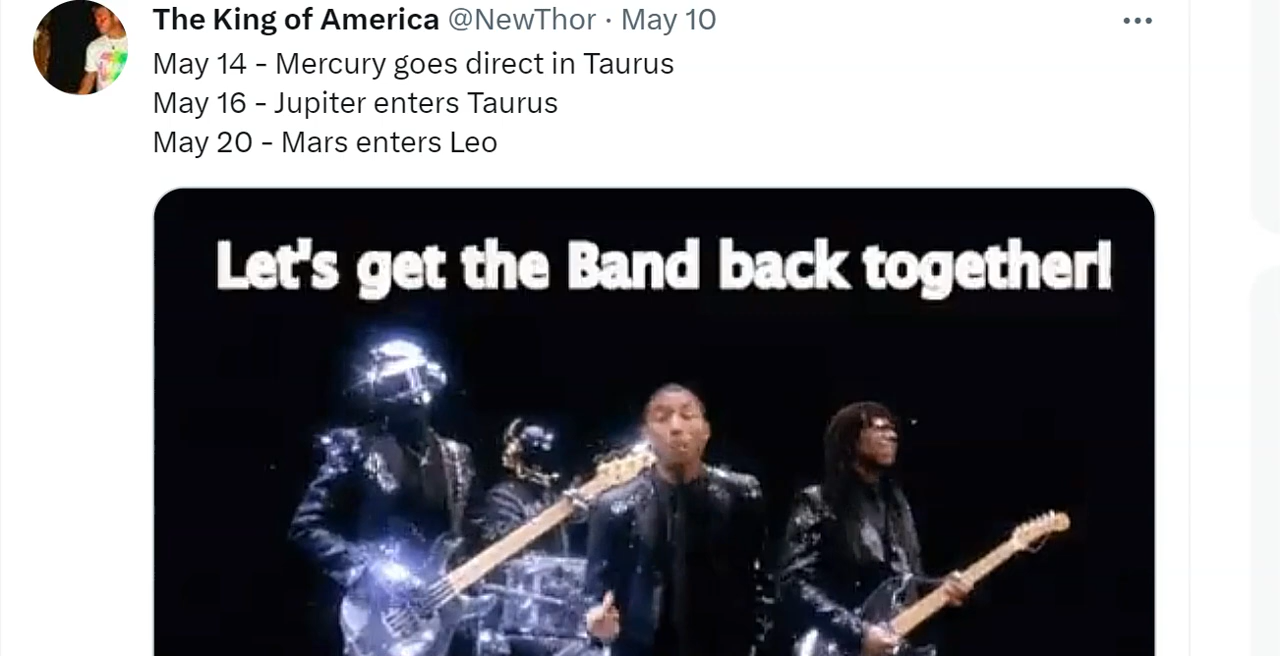 The King of America @NewThor · May 10
May 14 - Mercury goes direct in Taurus
May 16 - Jupiter enters Taurus
May 20 - Mars enters Leo
Let's get the Band back together!